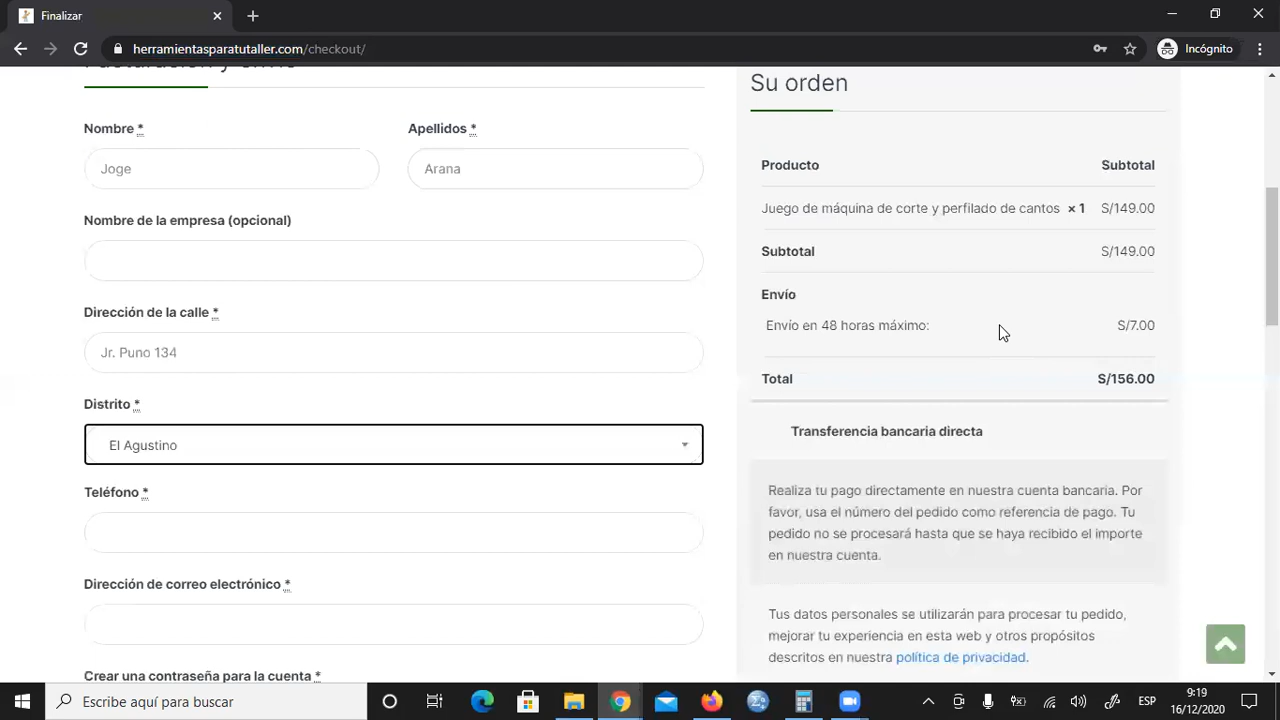 Finalizar
herramientasparatutaller.com/checkout/
Incógnito
Facturación y envío
Nombre *
Apellidos *
Joge
Arana
Nombre de la empresa (opcional)
Dirección de la calle *
Jr. Puno 134
Distrito *
El Agustino
Teléfono *
Dirección de correo electrónico *
Crear una contraseña para la cuenta *
Su orden
Producto
Subtotal
Juego de máquina de corte y perfilado de cantos × 1
S/149.00
Subtotal
S/149.00
Envío
Envío en 48 horas máximo:
S/7.00
Total
S/156.00
Transferencia bancaria directa
Realiza tu pago directamente en nuestra cuenta bancaria. Por
favor, usa el número del pedido como referencia de pago. Tu
pedido no se procesará hasta que se haya recibido el importe
en nuestra cuenta.
Tus datos personales se utilizarán para procesar tu pedido,
mejorar tu experiencia en esta web y otros propósitos
descritos en nuestra política de privacidad.
Escribe aquí para buscar
ESP
9:19
16/12/2020